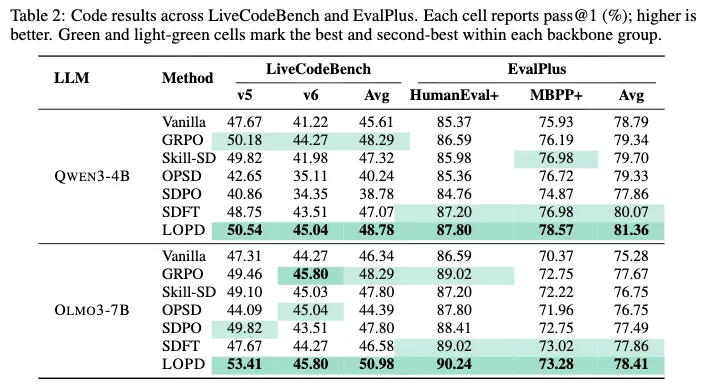 Table 2: Code results across LiveCodeBench and EvalPlus. Each cell reports pass@1 (%); higher is
better. Green and light-green cells mark the best and second-best within each backbone group.
LLM Method LiveCodeBench EvalPlus
v5 v6 Avg HumanEval+ MBPP+ Avg
Vanilla 47.67 41.22 45.61 85.37 75.93 78.79
GRPO 50.18 44.27 48.29 86.59 76.19 79.34
Skill-SD 49.82 41.98 47.32 85.98 76.98 79.70
QWEN3-4B OPSD 42.65 35.11 40.24 85.36 76.72 79.33
SDPO 40.86 34.35 38.78 84.76 74.87 77.86
SDFT 48.75 43.51 47.07 87.20 76.98 80.07
LOPD 50.54 45.04 48.78 87.80 78.57 81.36
Vanilla 47.31 44.27 46.34 86.59 70.37 75.28
GRPO 49.46 45.80 48.29 89.02 72.75 77.67
Skill-SD 49.10 45.03 47.80 87.20 72.22 76.75
OLMO3-7B OPSD 44.09 45.04 44.39 87.80 71.96 76.75
SDPO 49.82 43.51 47.80 88.41 72.75 77.49
SDFT 47.67 44.27 46.58 89.02 73.02 77.86
LOPD 53.41 45.80 50.98 90.24 73.28 78.41